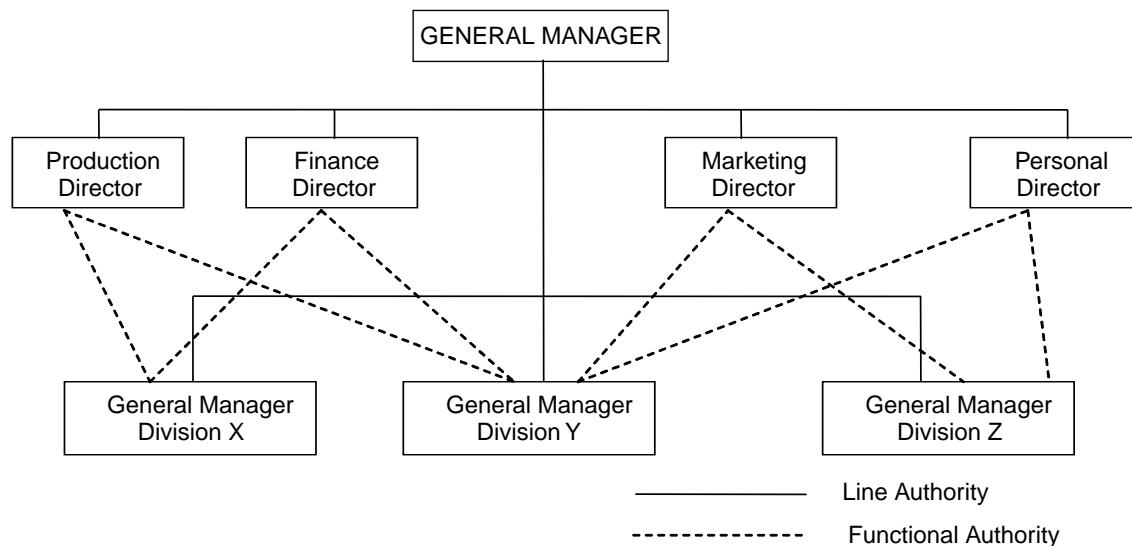 GENERAL MANAGER
Production
Director
Finance
Director
Marketing
Director
Personal
Director
General Manager
Division X
General Manager
Division Y
General Manager
Division Z
Line Authority
Functional Authority